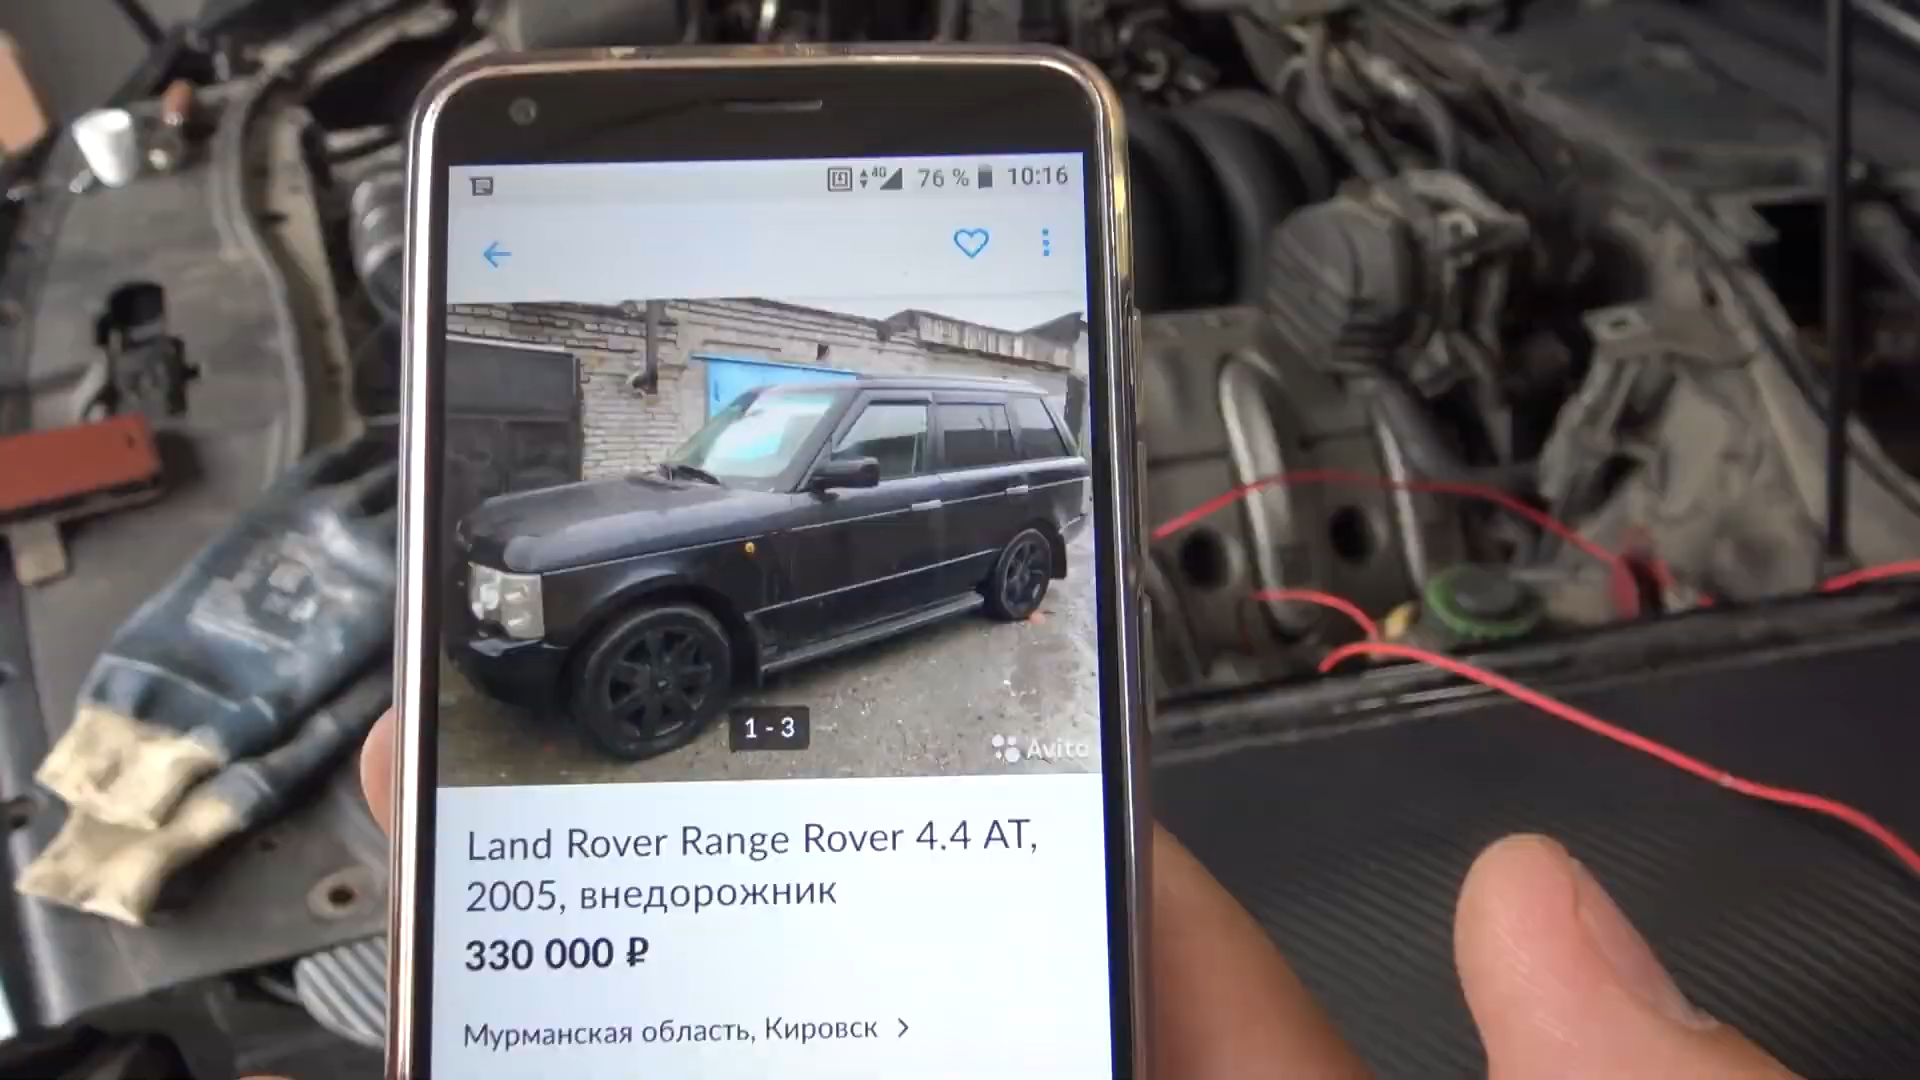 4G 76 % 10:16
1 - 3
Avito
Land Rover Range Rover 4.4 AT,
2005, внедорожник
330 000 ₽
Мурманская область, Кировск